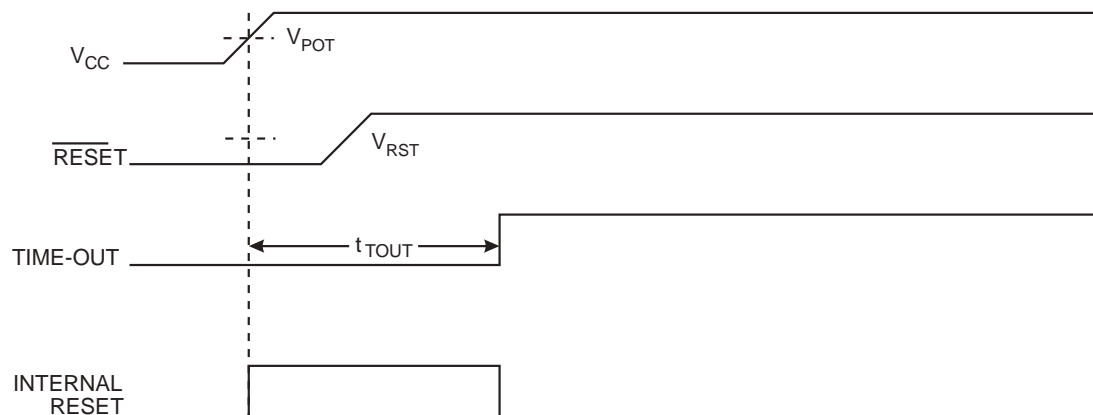 V_POT
V_CC
V_RST
RESET
t_TOUT
TIME-OUT
INTERNAL
RESET